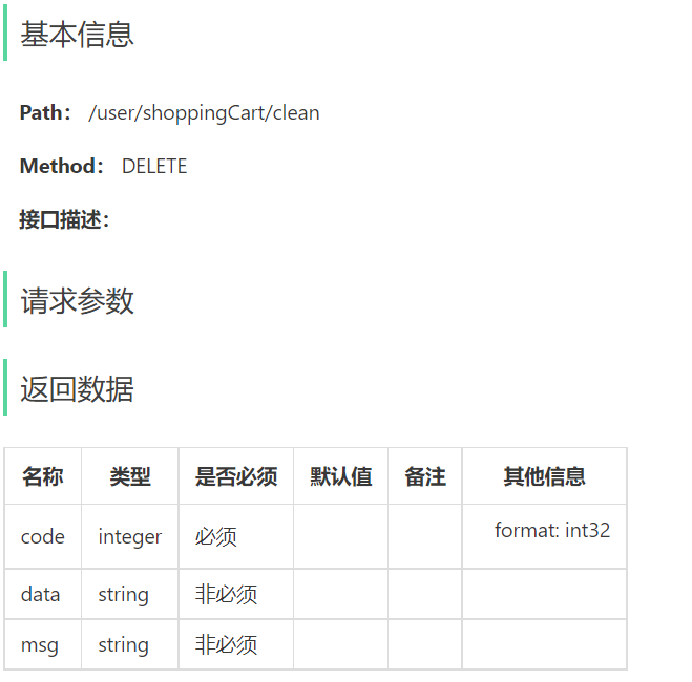 基本信息
Path： /user/shoppingCart/clean
Method： DELETE
接口描述：
请求参数
返回数据
名称 类型 是否必须 默认值 备注 其他信息
code integer 必须 format: int32
data string 非必须
msg string 非必须